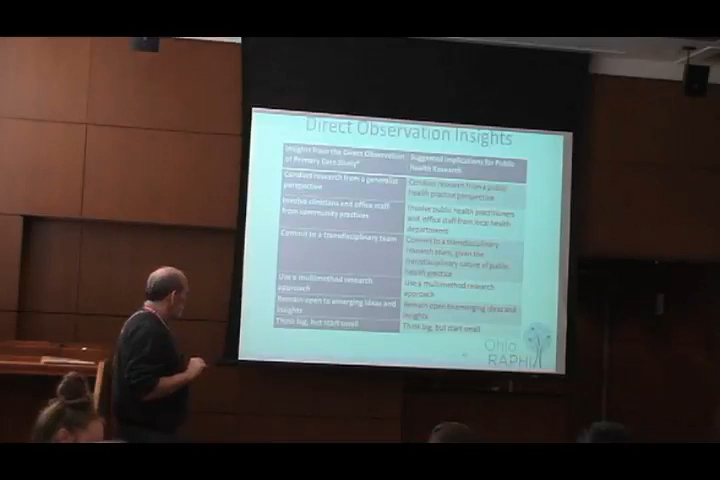 Direct Observation Insights
Insights from the Direct Observation
of Primary Care Study*
Suggested Implications for Public
Health Research
Conduct research from a generalist
perspective
Conduct research from a public
health practice perspective
Involve clinicians and office staff
from community practices
Involve public health practitioners
and office staff from local health
departments
Commit to a transdisciplinary team
Commit to a transdisciplinary
research team, given the
transdisciplinary nature of public
health practice
Use a multimethod research
approach
Use a multimethod research
approach
Remain open to emerging ideas and
insights
Remain open to emerging ideas and
insights
Think big, but start small
Think big, but start small
Ohio
RAPHI